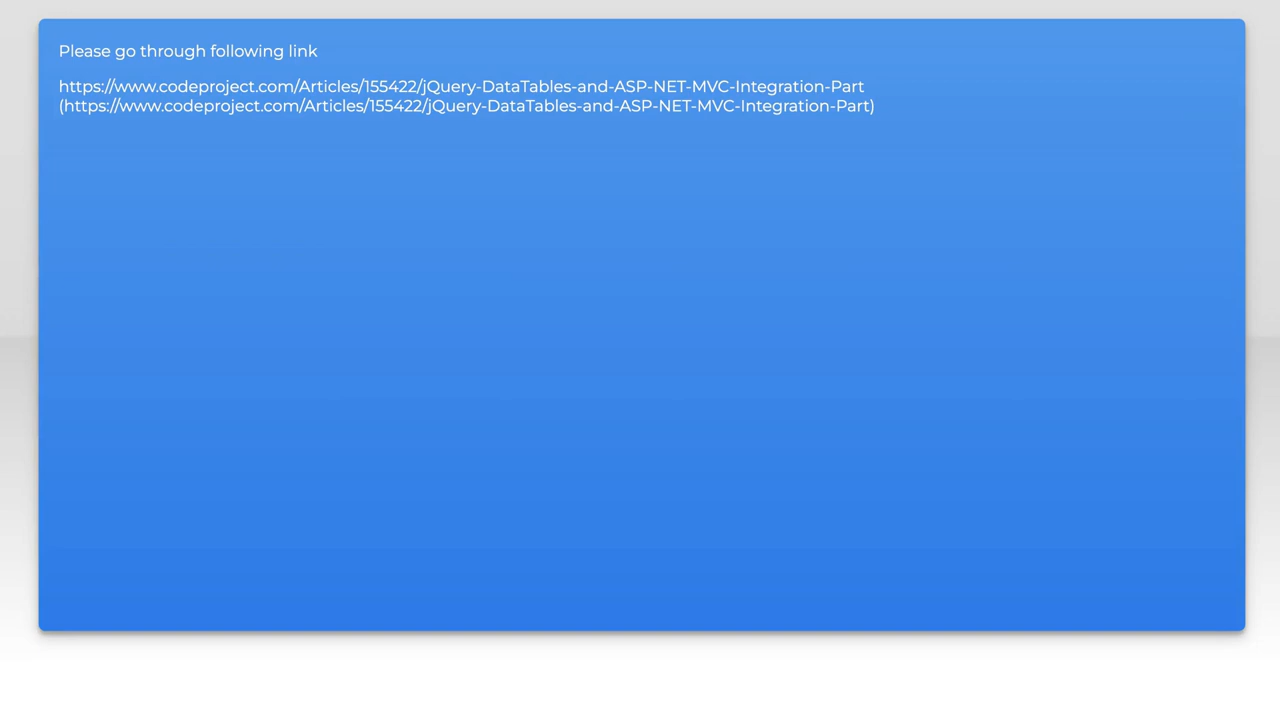 Please go through following link
https://www.codeproject.com/Articles/155422/jQuery-DataTables-and-ASP-NET-MVC-Integration-Part
(https://www.codeproject.com/Articles/155422/jQuery-DataTables-and-ASP-NET-MVC-Integration-Part)